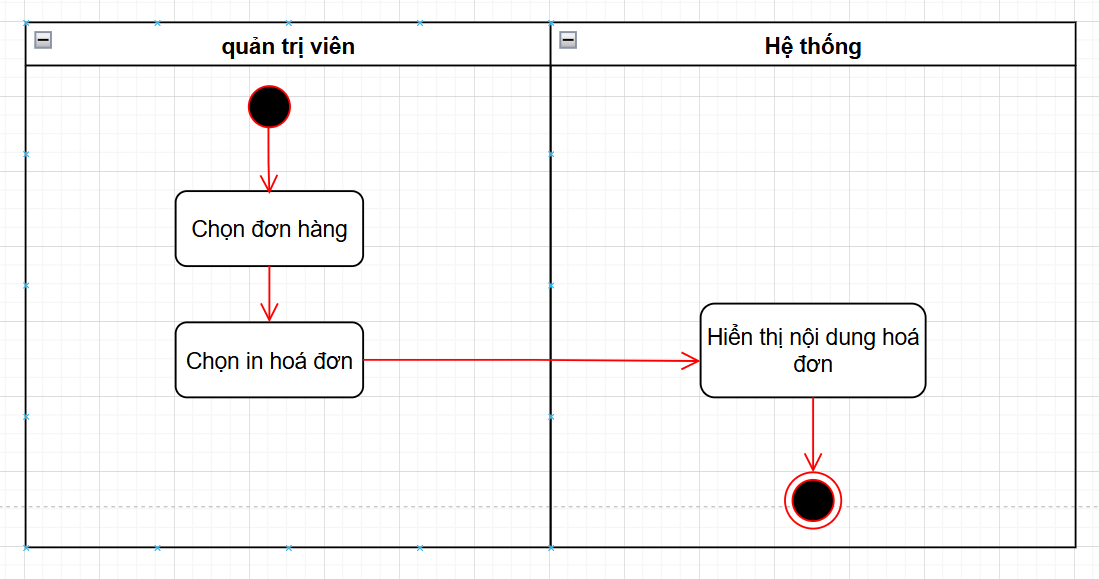 quản trị viên
Hệ thống
Chọn đơn hàng
Chọn in hoá đơn
Hiển thị nội dung hoá
đơn